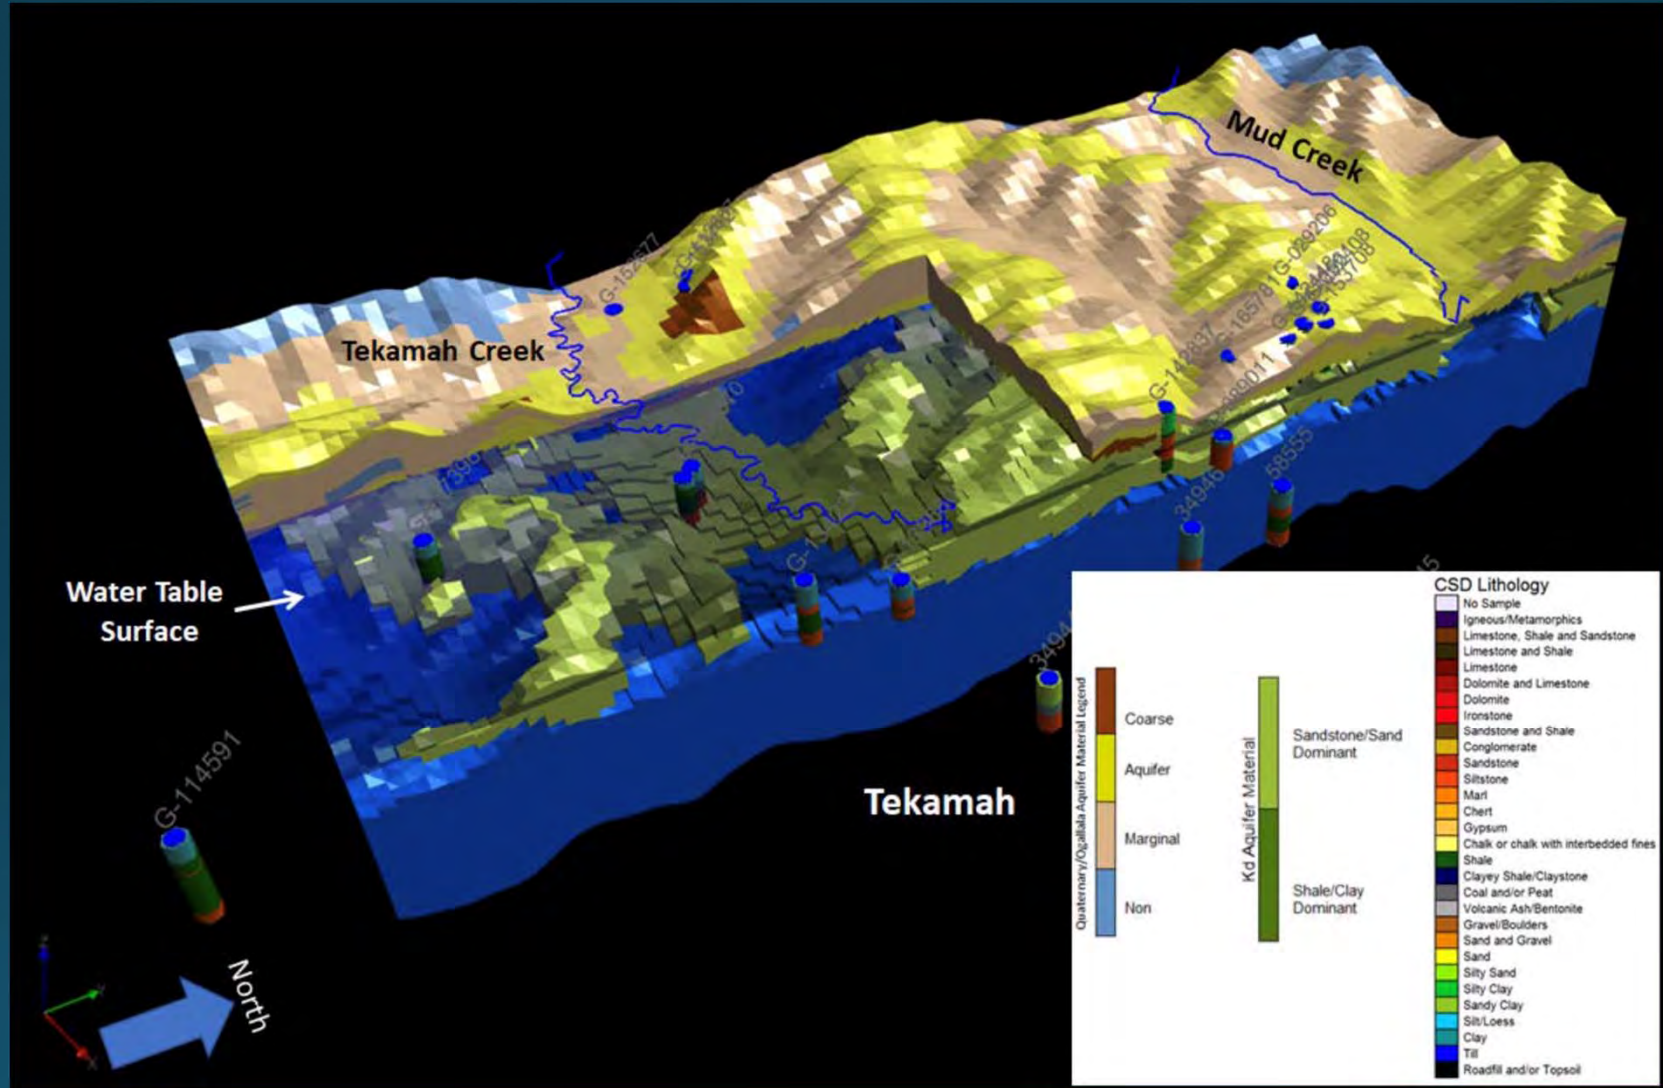 Mud Creek
Tekamah Creek
Water Table
Surface
Tekamah
North
G-152677
G-029206
G-165781
G-142837
34946
58555
G-114591
Quaternary/Ogallala Aquifer Material Legend
Coarse
Aquifer
Marginal
Non
Kd Aquifer Material
Sandstone/Sand
Dominant
Shale/Clay
Dominant
CSD Lithology
No Sample
Igneous/Metamorphics
Limestone, Shale and Sandstone
Limestone and Shale
Limestone
Dolomite and Limestone
Dolomite
Ironstone
Sandstone and Shale
Conglomerate
Sandstone
Siltstone
Marl
Chert
Gypsum
Chalk or chalk with interbedded fines
Shale
Clayey Shale/Claystone
Coal and/or Peat
Volcanic Ash/Bentonite
Gravel/Boulders
Sand and Gravel
Sand
Silty Sand
Silty Clay
Sandy Clay
Silt/Loess
Clay
Till
Roadfill and/or Topsoil